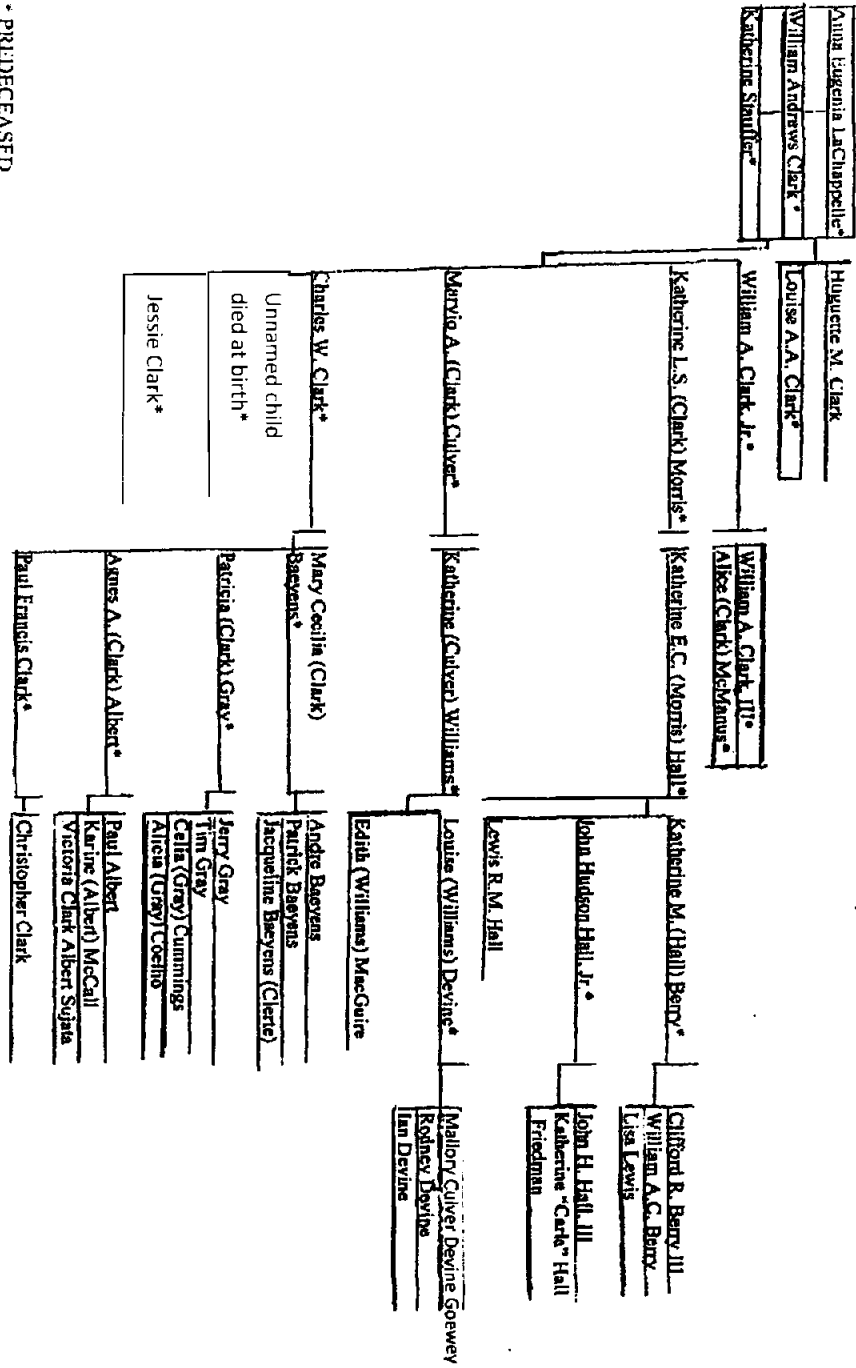 Anna Eugenia LaChappelle*
William Andrews Clark *
Katherine Stauffer*
Huguette M. Clark
Louise A.A. Clark*
William A. Clark, Jr.*
Katherine L.S. (Clark) Morris*
Maryio A. (Clark) Culver*
Charles W. Clark*
Unnamed child
died at birth*
Jessie Clark*
William A. Clark, III*
Alice (Clark) McManus*
Katherine E.C. (Morris) Hall*
Katherine (Culver) Williams*
Mary Cecilia (Clark)
Baeyens*
Patricia (Clark) Gray*
Agnes A. (Clark) Albert*
Paul Francis Clark*
Katherine M. (Hall) Berry*
John Hudson Hall, Jr.*
Lewis R.M. Hall
Louise (Williams) Devine*
Edith (Williams) MacGuire
Andre Baeyens
Patrick Baeyens
Jacqueline Baeyens (Clerte)
Jerry Gray
Tim Gray
Celia (Gray) Cummings
Alicia (Gray) Coelho
Paul Albert
Karine (Albert) McCall
Victoria Clark Albert Sujata
Christopher Clark
Clifford R. Berry III
William A.C. Berry
Lisa Lewis
John H. Hall, III
Katherine "Carla" Hall
Friedman
Mallory Culver Devine Goewey
Rodney Devine
Ian Devine
* PREDECEASED